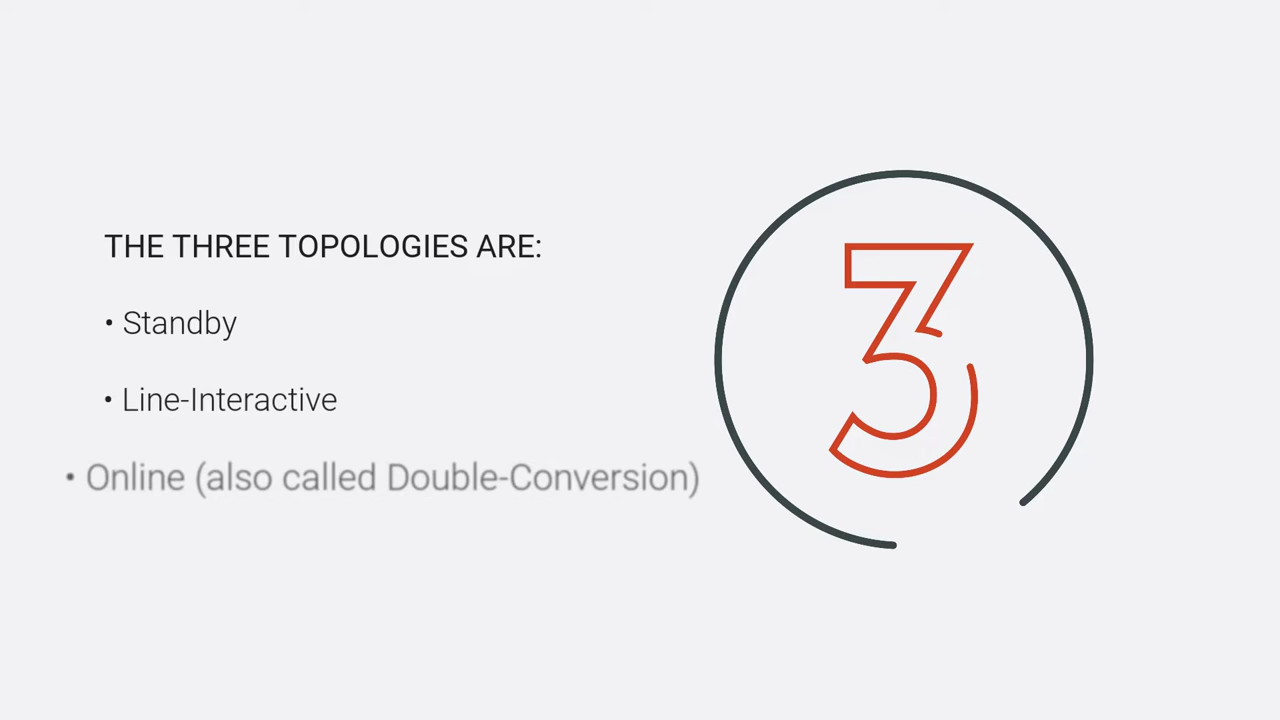 THE THREE TOPOLOGIES ARE:
• Standby
• Line-Interactive
• Online (also called Double-Conversion)
3